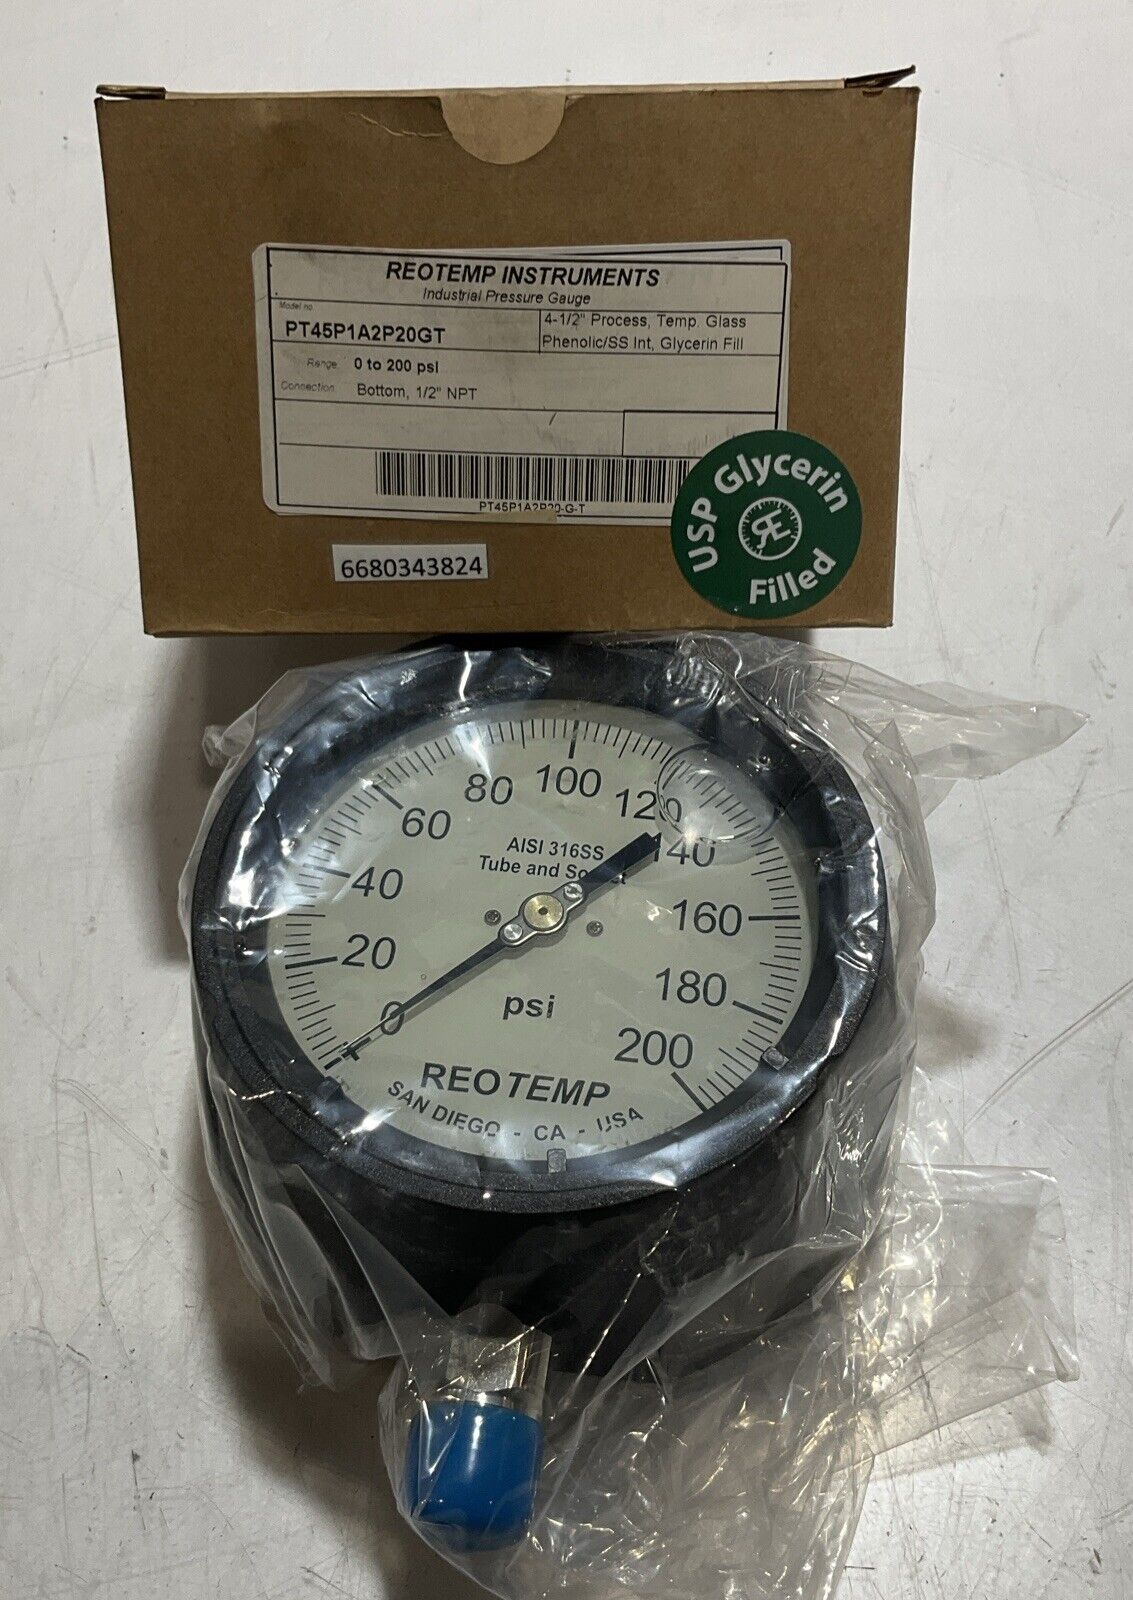 REOTEMP INSTRUMENTS
Industrial Pressure Gauge
Model no.
PT45P1A2P20GT
4-1/2" Process, Temp. Glass
Phenolic/SS Int, Glycerin Fill
Range: 0 to 200 psi
Connection: Bottom, 1/2" NPT
PT45P1A2P20-G-T
6680343824
USP Glycerin
Filled
0
20
40
60
80
100
120
140
160
180
200
AISI 316SS
Tube and
psi
REOTEMP
SAN DIEGO - CA - USA